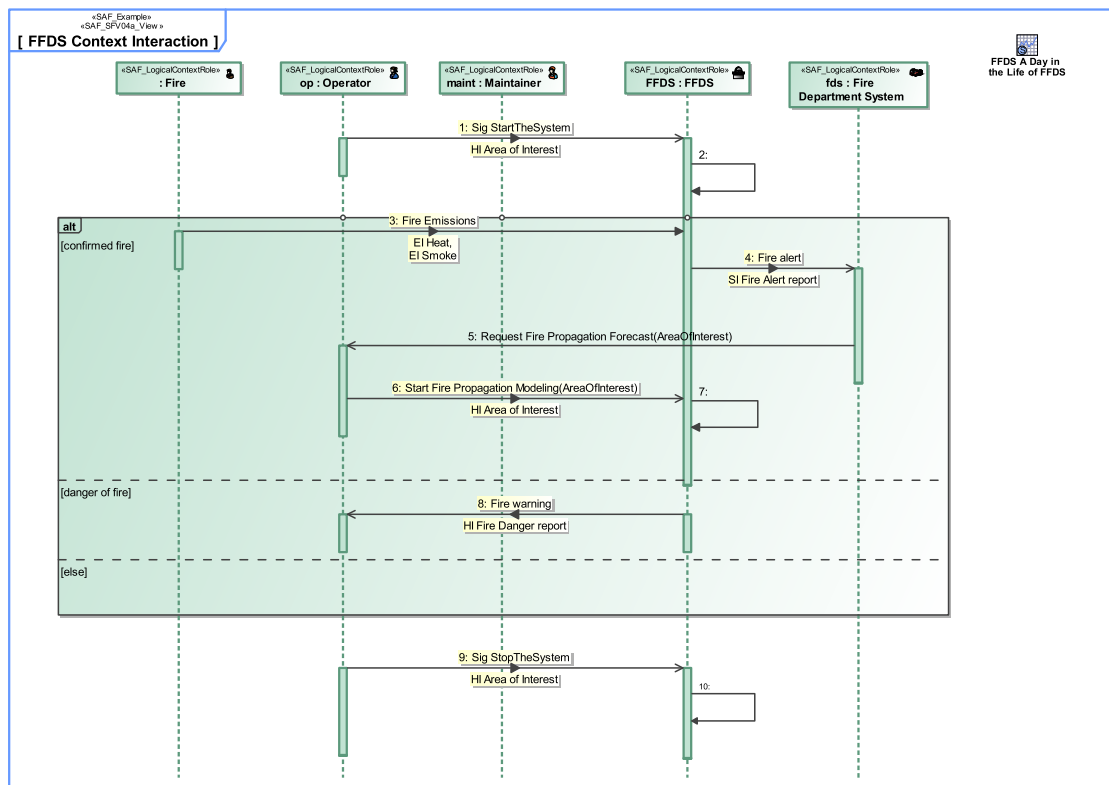 «SAF_Example»
«SAF_SFV04a_View»
[ FFDS Context Interaction ]
FFDS A Day in
the Life of FFDS
«SAF_LogicalContextRole»
: Fire
«SAF_LogicalContextRole»
op : Operator
«SAF_LogicalContextRole»
maint : Maintainer
«SAF_LogicalContextRole»
FFDS : FFDS
«SAF_LogicalContextRole»
fds : Fire
Department System
1: Sig StartTheSystem
HI Area of Interest
2:
alt
[confirmed fire]
3: Fire Emissions
EI Heat,
EI Smoke
4: Fire alert
SI Fire Alert report
5: Request Fire Propagation Forecast(AreaOfInterest)
6: Start Fire Propagation Modeling(AreaOfInterest)
HI Area of Interest
7:
[danger of fire]
8: Fire warning
HI Fire Danger report
[else]
9: Sig StopTheSystem
HI Area of Interest
10: